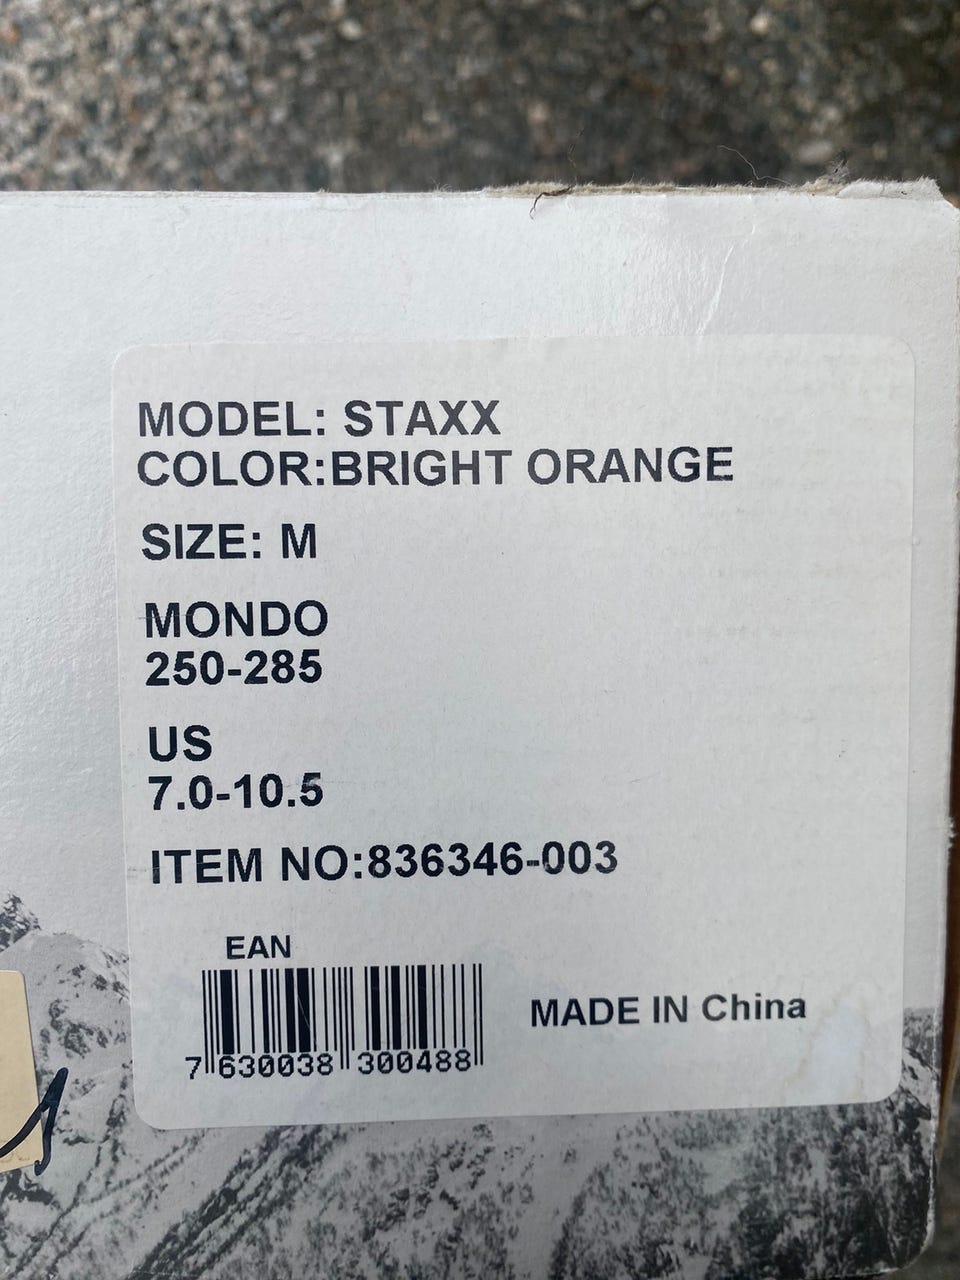 MODEL: STAXX
COLOR:BRIGHT ORANGE
SIZE: M
MONDO
250-285
US
7.0-10.5
ITEM NO:836346-003
EAN
7 630038 300488
MADE IN China